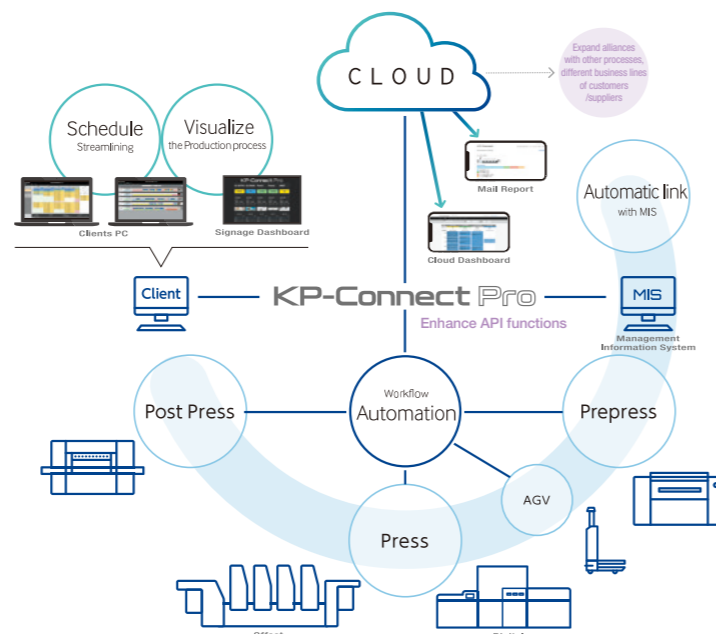 CLOUD
Expand alliances
with other processes,
different business lines
of customers
/suppliers
Schedule
Streamlining
Visualize
the Production process
Mail Report
Automatic link
with MIS
KP-Connect Pro
Clients PC
Signage Dashboard
Cloud Dashboard
Client
KP-Connect Pro
MIS
Enhance API functions
Management
Information System
Workflow
Automation
Post Press
Prepress
AGV
Press